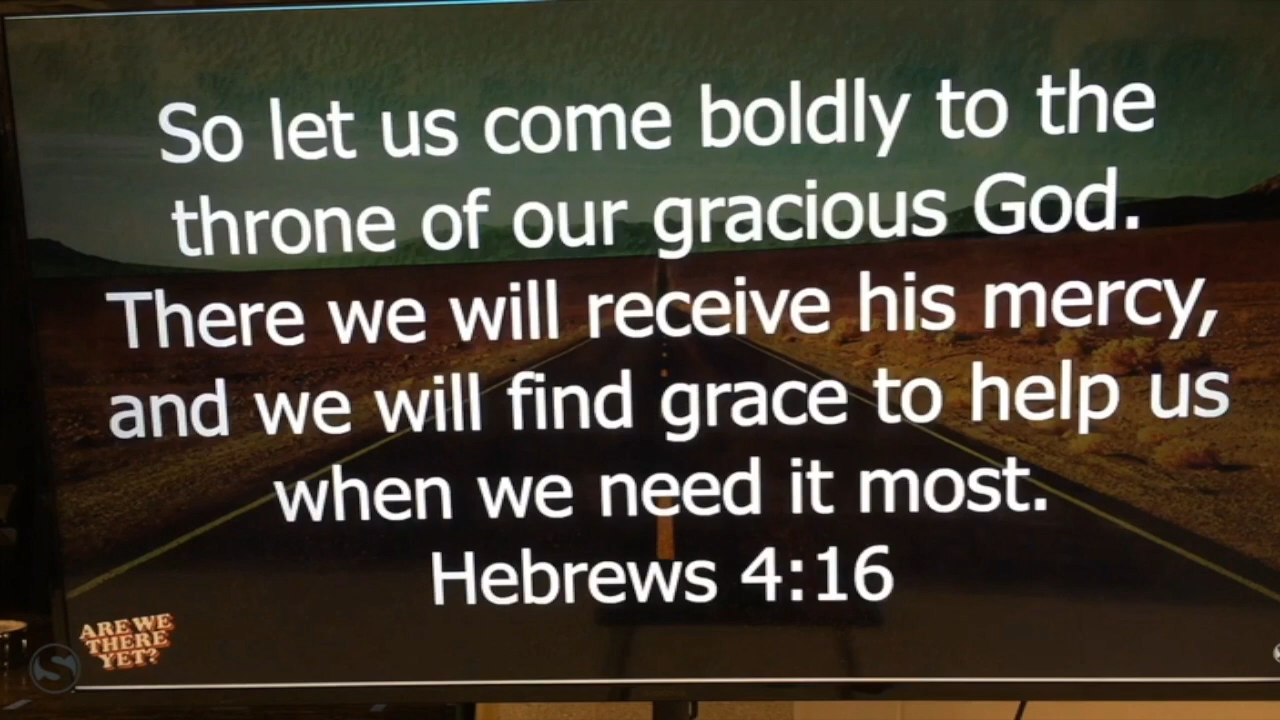 So let us come boldly to the
throne of our gracious God.
There we will receive his mercy,
and we will find grace to help us
when we need it most.
Hebrews 4:16
ARE WE
THERE
YET?
S